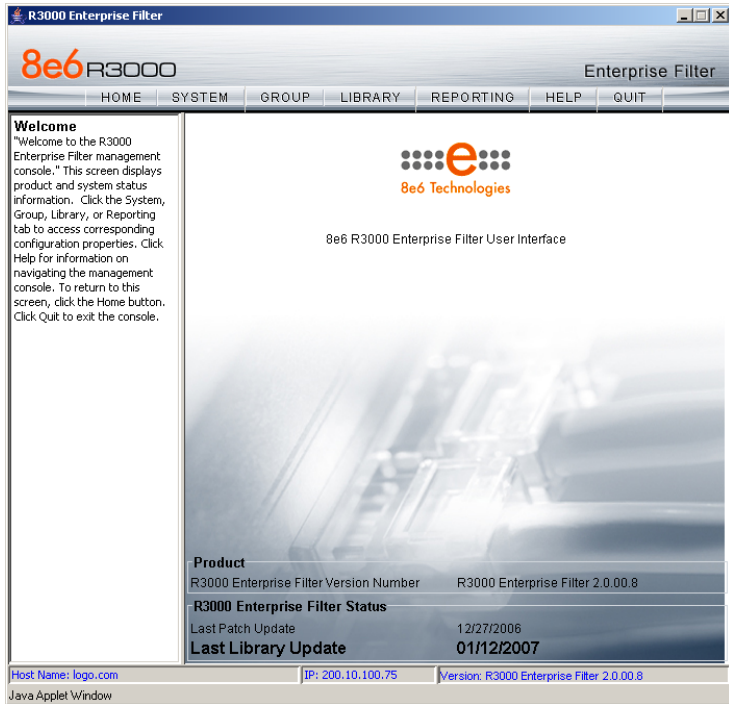 R3000 Enterprise Filter
8e6 R3000
Enterprise Filter
HOME SYSTEM GROUP LIBRARY REPORTING HELP QUIT
Welcome
"Welcome to the R3000
Enterprise Filter management
console." This screen displays
product and system status
information. Click the System,
Group, Library, or Reporting
tab to access corresponding
configuration properties. Click
Help for information on
navigating the management
console. To return to this
screen, click the Home button.
Click Quit to exit the console.
e
8e6 Technologies
8e6 R3000 Enterprise Filter User Interface
Product
R3000 Enterprise Filter Version Number R3000 Enterprise Filter 2.0.00.8
R3000 Enterprise Filter Status
Last Patch Update 12/27/2006
Last Library Update 01/12/2007
Host Name: logo.com IP: 200.10.100.75 Version: R3000 Enterprise Filter 2.0.00.8
Java Applet Window